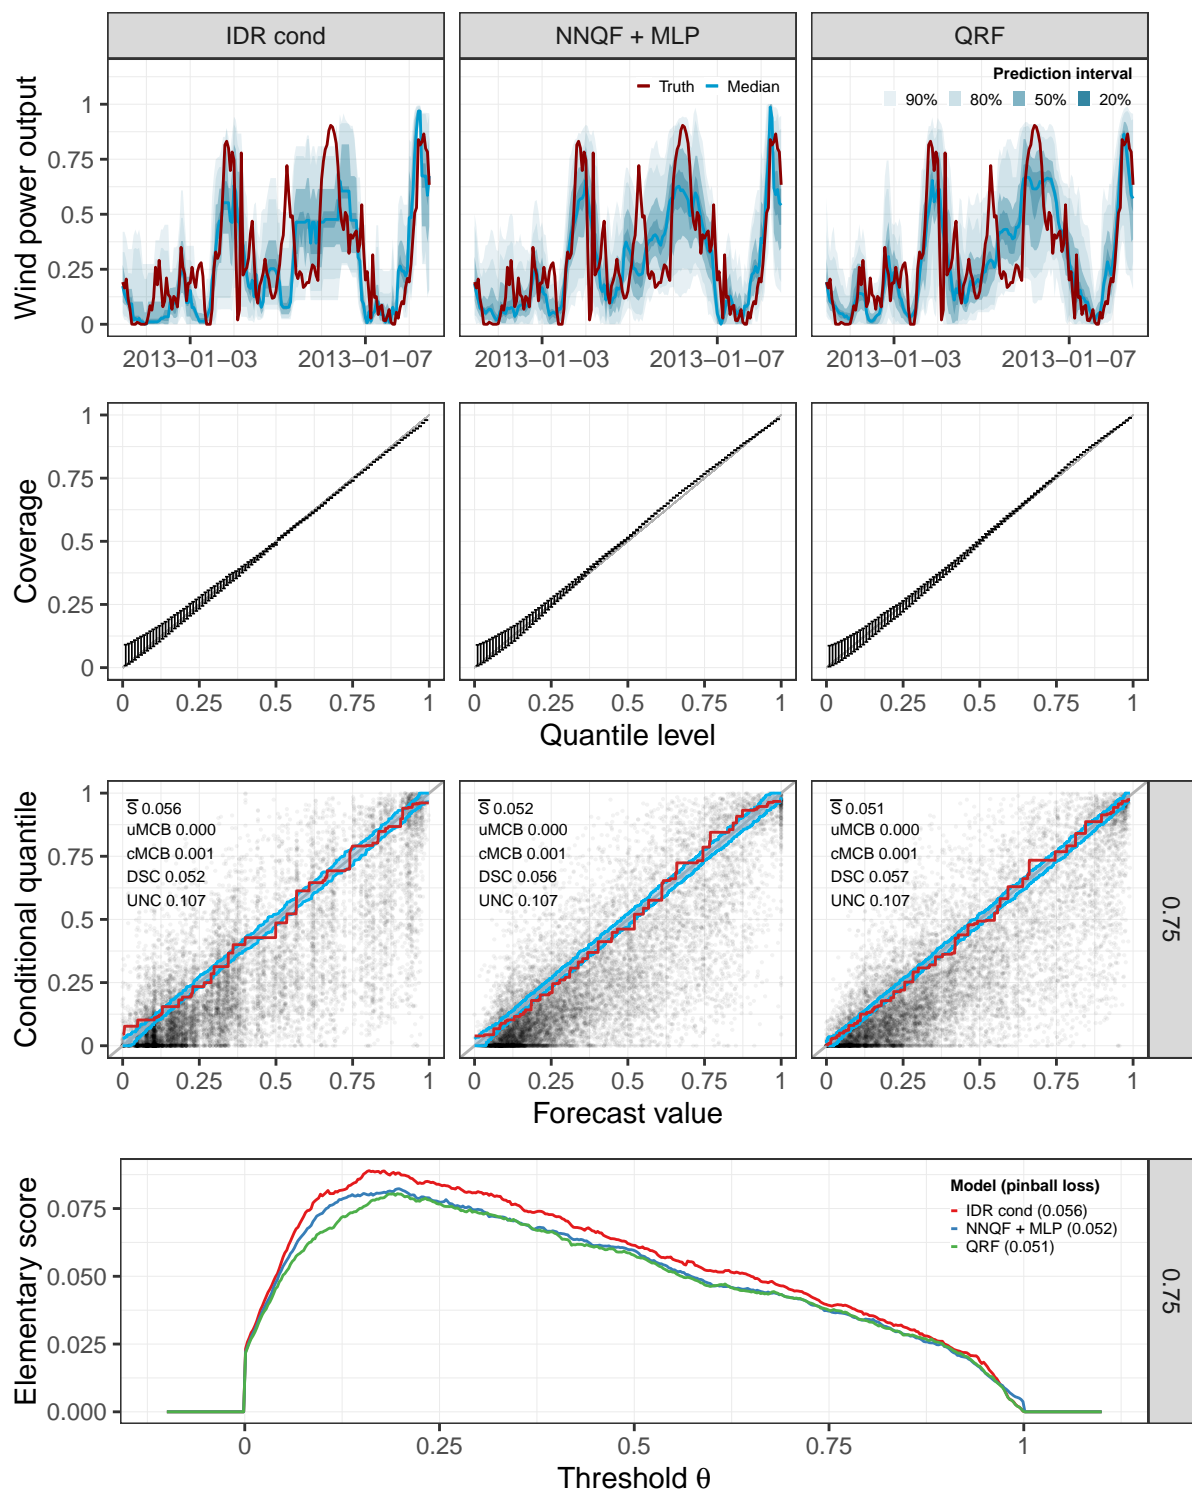 IDR cond
NNQF + MLP
QRF
Wind power output
1
0.75
0.5
0.25
0
Truth Median
Prediction interval
90% 80% 50% 20%
2013−01−03 2013−01−07
2013−01−03 2013−01−07
2013−01−03 2013−01−07
Coverage
1
0.75
0.5
0.25
0
0 0.25 0.5 0.75 1
0 0.25 0.5 0.75 1
0 0.25 0.5 0.75 1
Quantile level
Conditional quantile
1
0.75
0.5
0.25
0
S̅ 0.056
uMCB 0.000
cMCB 0.001
DSC 0.052
UNC 0.107
S̅ 0.052
uMCB 0.000
cMCB 0.001
DSC 0.056
UNC 0.107
S̅ 0.051
uMCB 0.000
cMCB 0.001
DSC 0.057
UNC 0.107
0.75
0 0.25 0.5 0.75 1
0 0.25 0.5 0.75 1
0 0.25 0.5 0.75 1
Forecast value
Elementary score
0.075
0.050
0.025
0.000
Model (pinball loss)
IDR cond (0.056)
NNQF + MLP (0.052)
QRF (0.051)
0.75
0 0.25 0.5 0.75 1
Threshold θ